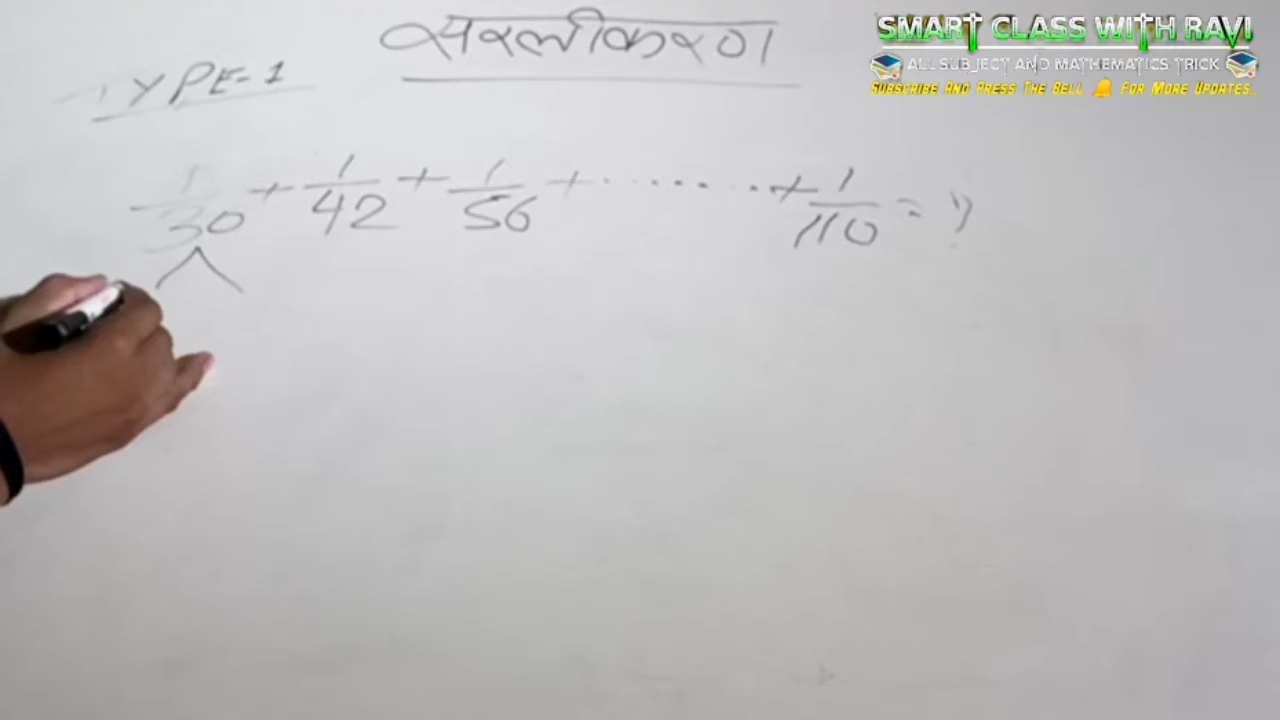 सरलीकरण
TYPE-1
1/30 + 1/42 + 1/56 + ........ + 1/110 = ?
SMART CLASS WITH RAVI
ALL SUBJECT AND MATHEMATICS TRICK
Subscribe And Press The Bell 🔔 For More Updates..